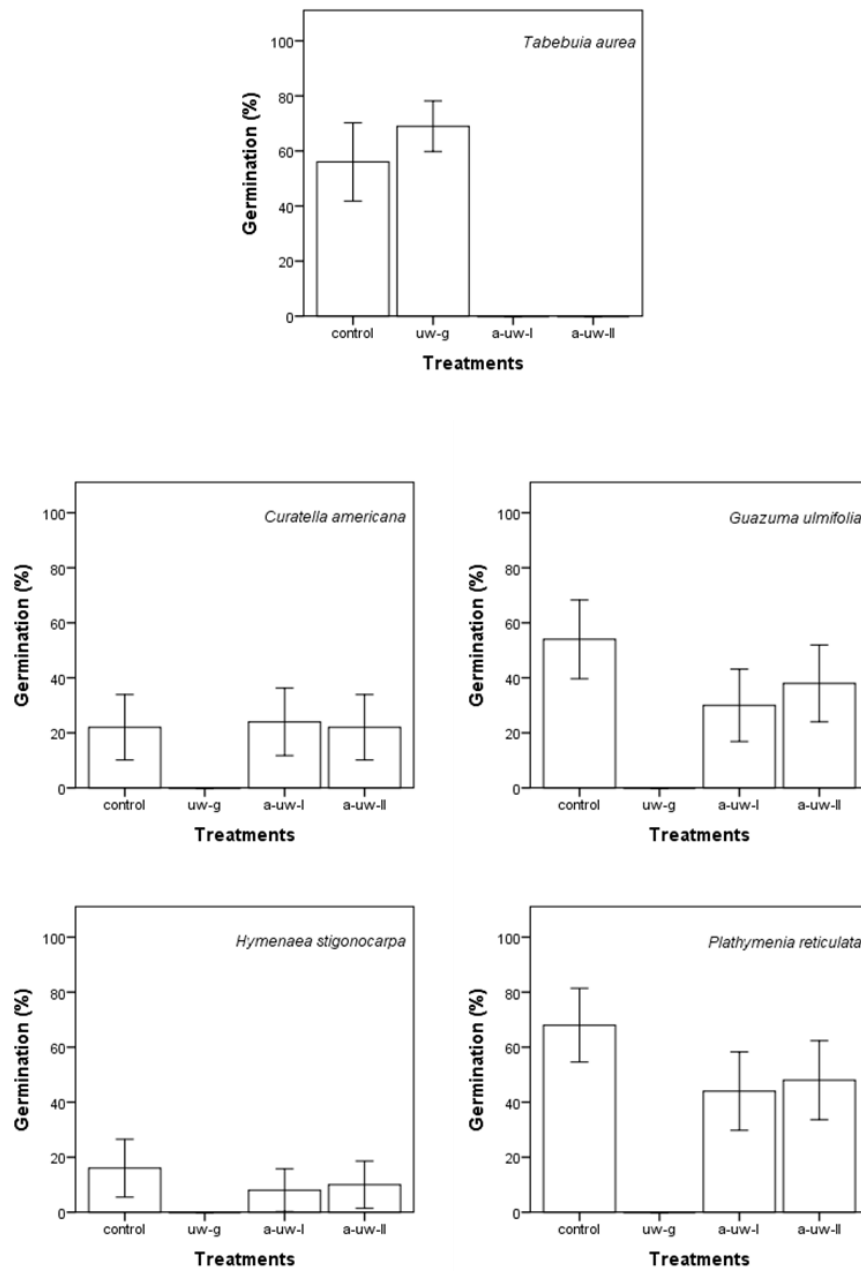 Tabebuia aurea
Germination (%)
100
80
60
40
20
0
control uw-g a-uw-I a-uw-II
Treatments
Curatella americana
Germination (%)
100
80
60
40
20
0
control uw-g a-uw-I a-uw-II
Treatments
Guazuma ulmifolia
Germination (%)
100
80
60
40
20
0
control uw-g a-uw-I a-uw-II
Treatments
Hymenaea stigonocarpa
Germination (%)
100
80
60
40
20
0
control uw-g a-uw-I a-uw-II
Treatments
Plathymenia reticulata
Germination (%)
100
80
60
40
20
0
control uw-g a-uw-I a-uw-II
Treatments